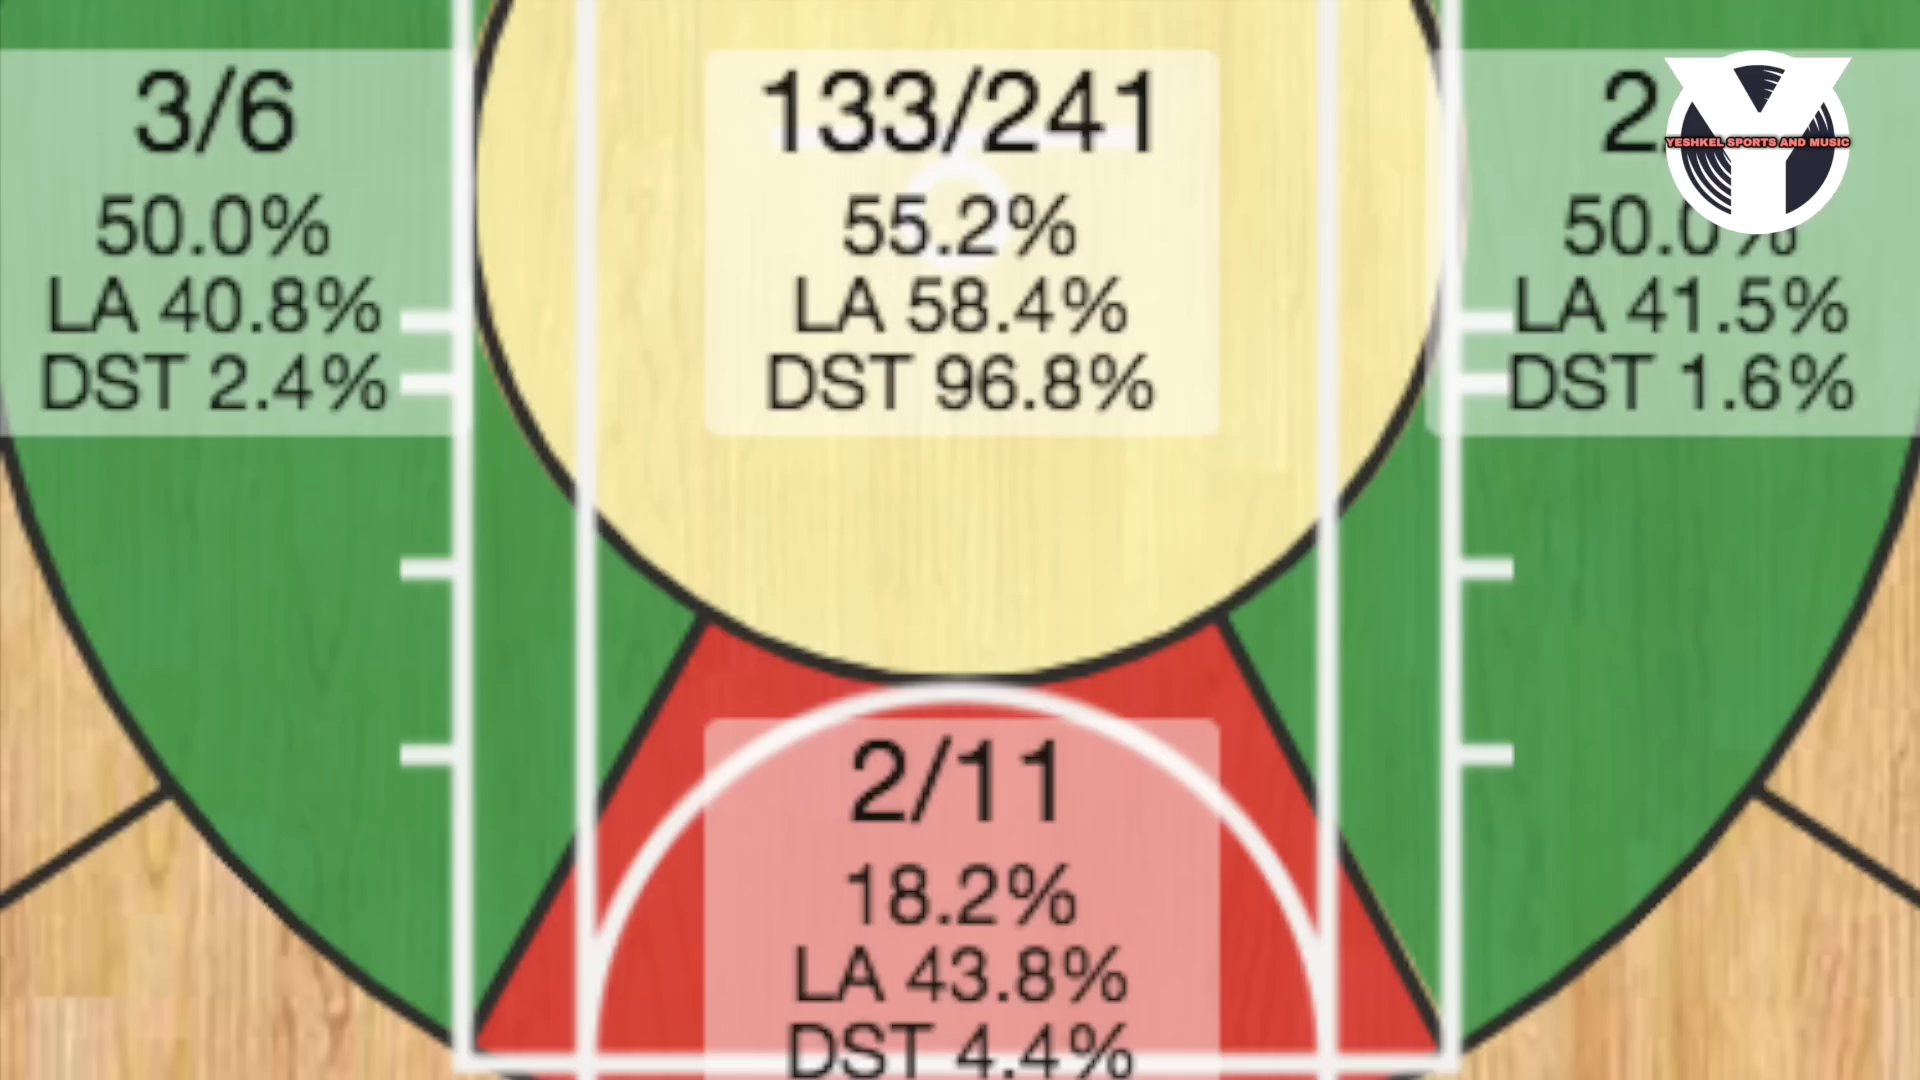 3/6
50.0%
LA 40.8%
DST 2.4%
133/241
55.2%
LA 58.4%
DST 96.8%
2
50.0%
LA 41.5%
DST 1.6%
YESHKEL SPORTS AND MUSIC
2/11
18.2%
LA 43.8%
DST 4.4%